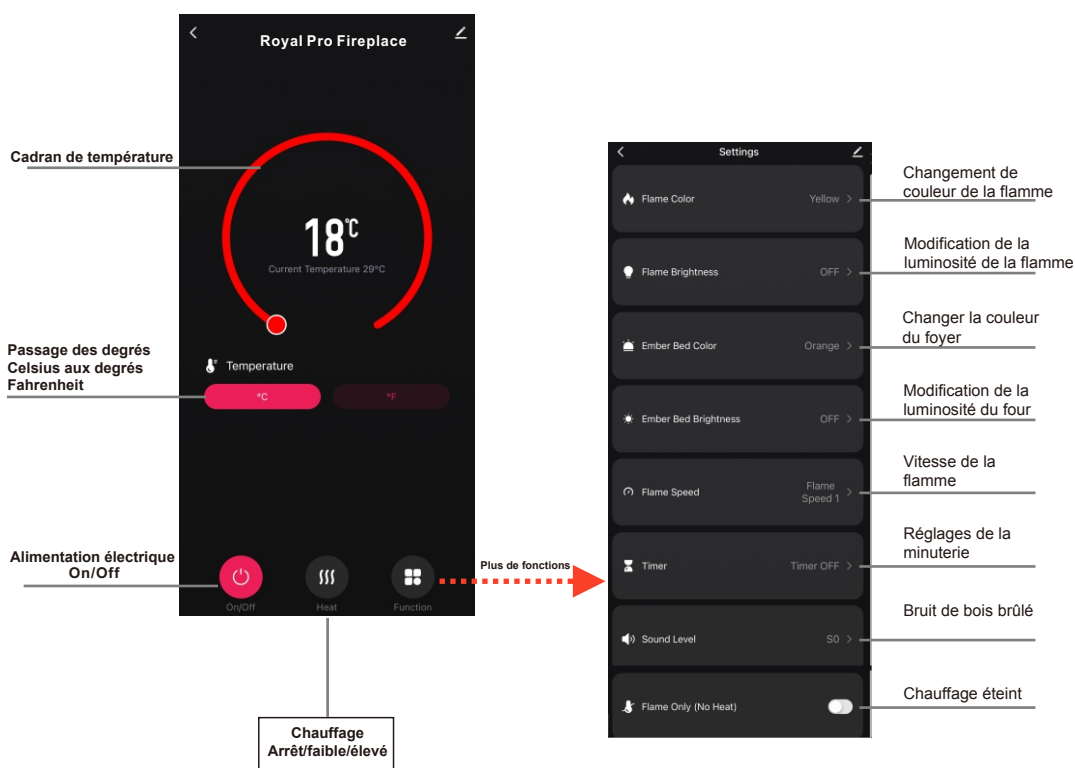 Royal Pro Fireplace
Cadran de température
18°C
Current Temperature 29°C
Passage des degrés
Celsius aux degrés
Fahrenheit
Temperature
°C
°F
Alimentation électrique
On/Off
On/Off
Heat
Function
Plus de fonctions
Chauffage
Arrêt/faible/élevé
Settings
Flame Color
Yellow
Changement de
couleur de la flamme
Flame Brightness
OFF
Modification de la
luminosité de la flamme
Ember Bed Color
Orange
Changer la couleur
du foyer
Ember Bed Brightness
OFF
Modification de la
luminosité du four
Flame Speed
Flame
Speed 1
Vitesse de la
flamme
Timer
Timer OFF
Réglages de la
minuterie
Sound Level
S0
Bruit de bois brûlé
Flame Only (No Heat)
Chauffage éteint